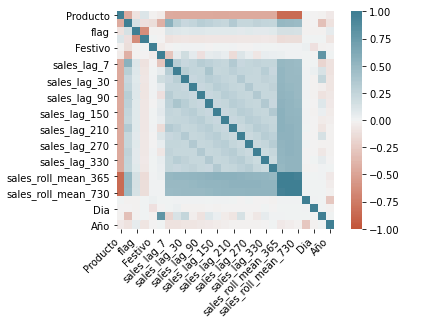 Producto
flag
Festivo
sales_lag_7
sales_lag_30
sales_lag_90
sales_lag_150
sales_lag_210
sales_lag_270
sales_lag_330
sales_roll_mean_365
sales_roll_mean_730
Dia
Año
Producto
flag
Festivo
sales_lag_7
sales_lag_30
sales_lag_90
sales_lag_150
sales_lag_210
sales_lag_270
sales_lag_330
sales_roll_mean_365
sales_roll_mean_730
Dia
Año
1.00
0.75
0.50
0.25
0.00
−0.25
−0.50
−0.75
−1.00